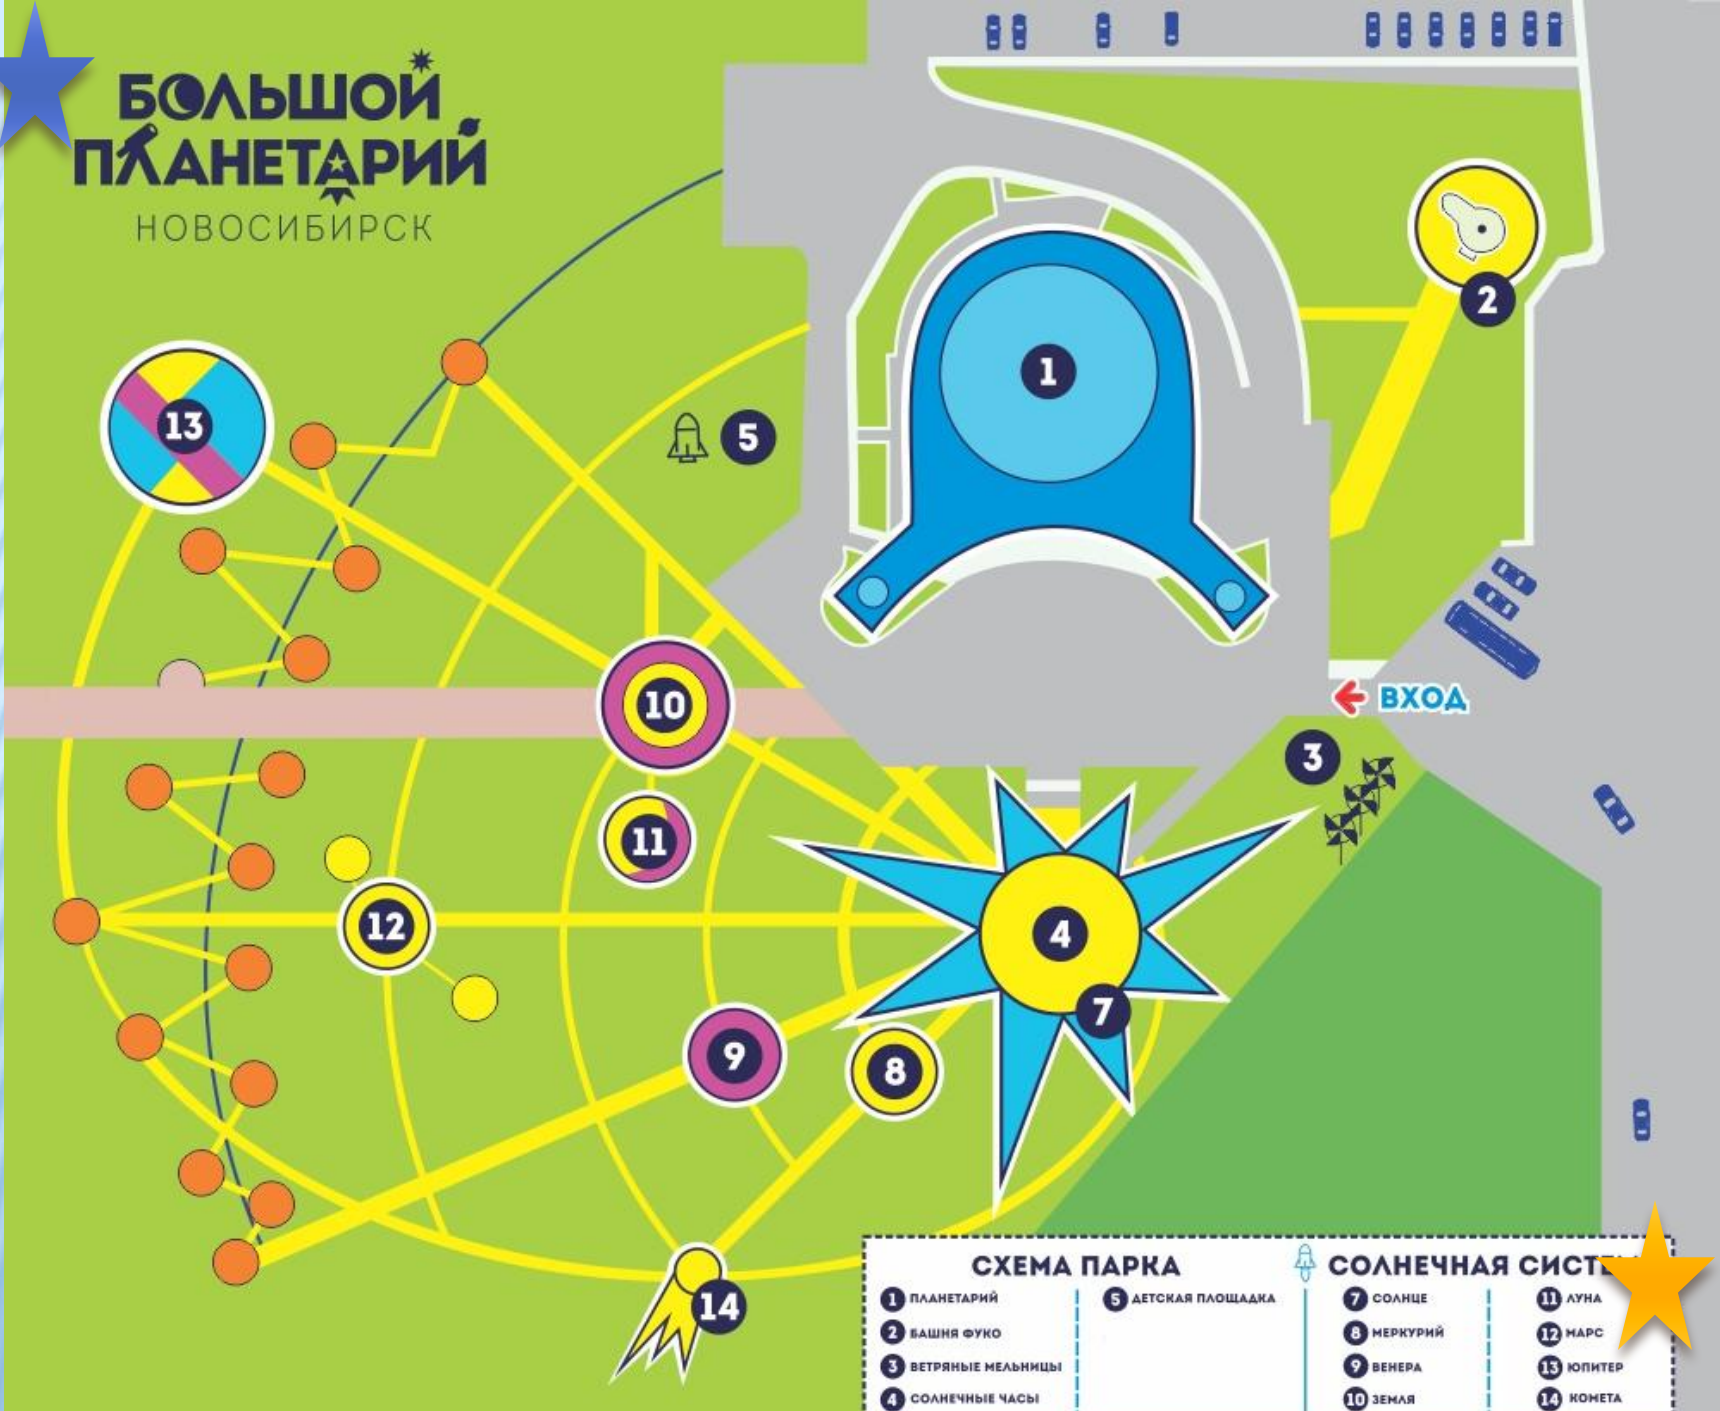 БОЛЬШОЙ
ПЛАНЕТАРИЙ
НОВОСИБИРСК
1
2
13
5
10
ВХОД
3
11
12
4
7
9
8
14
СХЕМА ПАРКА
1 ПЛАНЕТАРИЙ
2 БАШНЯ ФУКО
3 ВЕТРЯНЫЕ МЕЛЬНИЦЫ
4 СОЛНЕЧНЫЕ ЧАСЫ
5 ДЕТСКАЯ ПЛОЩАДКА
СОЛНЕЧНАЯ
7 СОЛНЦЕ
8 МЕРКУРИЙ
9 ВЕНЕРА
10 ЗЕМЛЯ
11 ЛУНА
12 МАРС
13 ЮПИТЕР
14 КОМЕТА